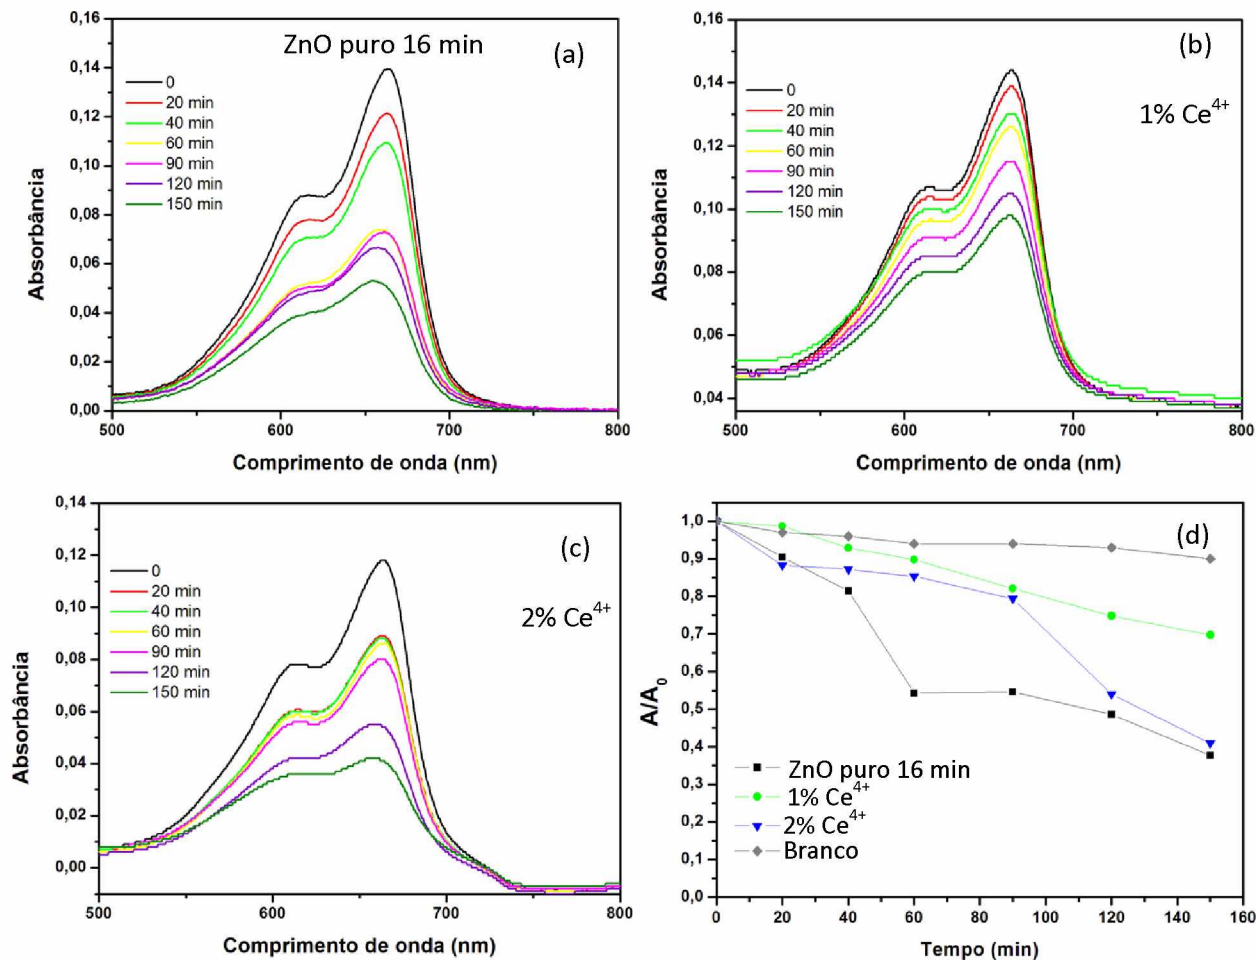 ZnO puro 16 min
(a)
0
20 min
40 min
60 min
90 min
120 min
150 min
0,16
0,14
0,12
0,10
0,08
0,06
0,04
0,02
0,00
500
600
700
800
Absorbância
Comprimento de onda (nm)
(b)
1% Ce⁴⁺
0
20 min
40 min
60 min
90 min
120 min
150 min
0,16
0,14
0,12
0,10
0,08
0,06
0,04
500
600
700
800
Absorbância
Comprimento de onda (nm)
(c)
2% Ce⁴⁺
0
20 min
40 min
60 min
90 min
120 min
150 min
0,14
0,12
0,10
0,08
0,06
0,04
0,02
0,00
500
600
700
800
Absorbância
Comprimento de onda (nm)
(d)
1,0
0,9
0,8
0,7
0,6
0,5
0,4
0,3
0,2
0,1
0,0
A/A₀
ZnO puro 16 min
1% Ce⁴⁺
2% Ce⁴⁺
Branco
0
20
40
60
80
100
120
140
160
Tempo (min)